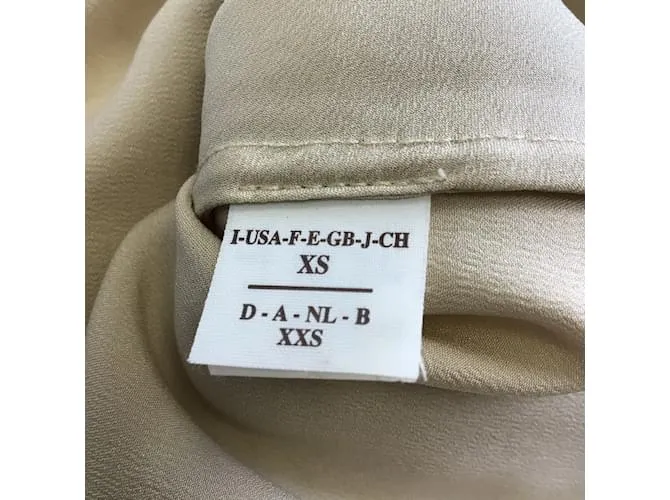 I-USA-F-E-GB-J-CH
XS
D - A - NL - B
XXS